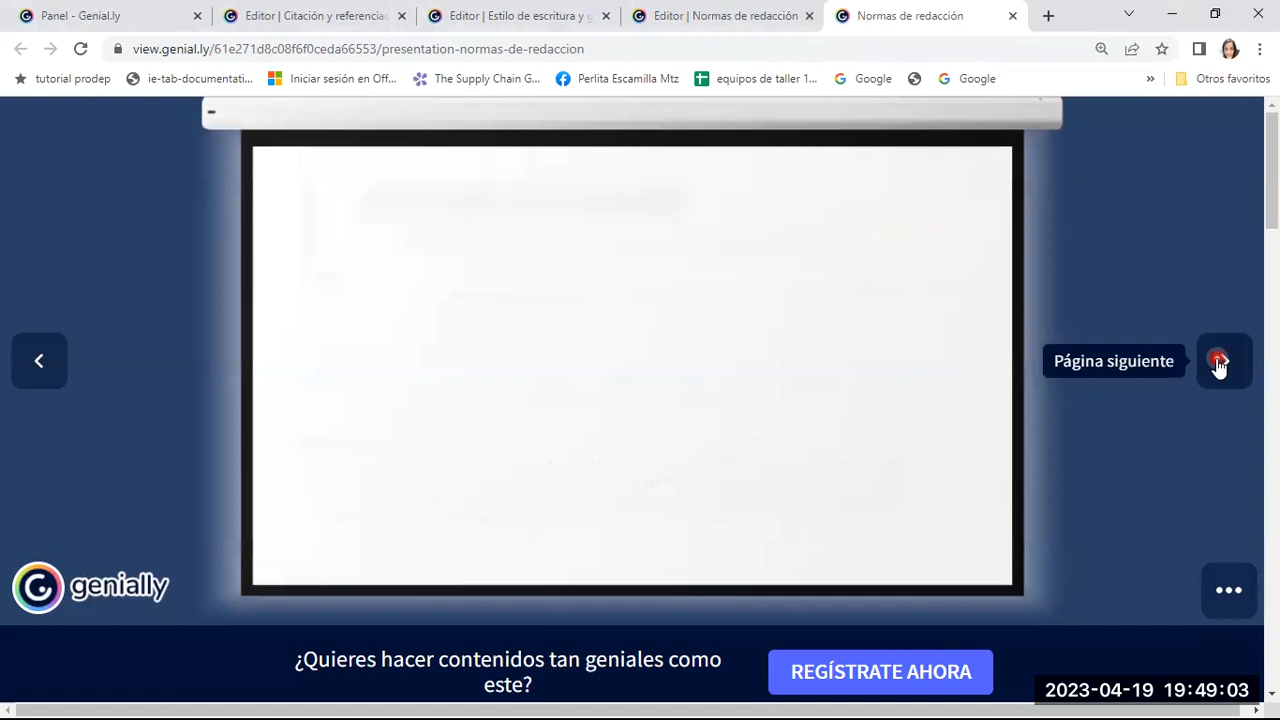 Panel - Genial.ly
Editor | Citación y referencia
Editor | Estilo de escritura y g
Editor | Normas de redacción
Normas de redacción
view.genial.ly/61e271d8c08f6f0ceda66553/presentation-normas-de-redaccion
tutorial prodep
ie-tab-documentati...
Iniciar sesión en Off...
The Supply Chain G...
Perlita Escamilla Mtz
equipos de taller 1...
Google
Google
»
Otros favoritos
Página siguiente
genially
¿Quieres hacer contenidos tan geniales como
este?
REGÍSTRATE AHORA
2023-04-19 19:49:03